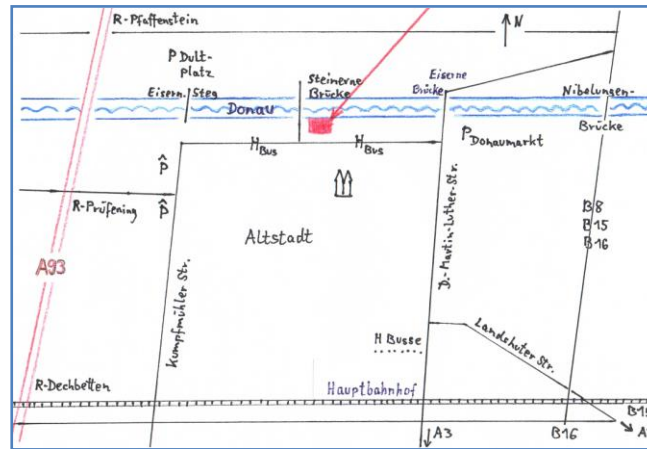 R-Pfaffenstein
N
P Dult-
platz
Steinerne
Brücke
Eiserne
Brücke
Eisern. Steg
Donau
Nibelungen-
Brücke
H Bus
H Bus
P Donaumarkt
P
P
R-Prüfening
Altstadt
B8
B15
B16
A93
Kumpfmühler Str.
D.-Martin-Luther-Str.
H Busse
Landshuter Str.
R-Dechbetten
Hauptbahnhof
B15
A3
B16